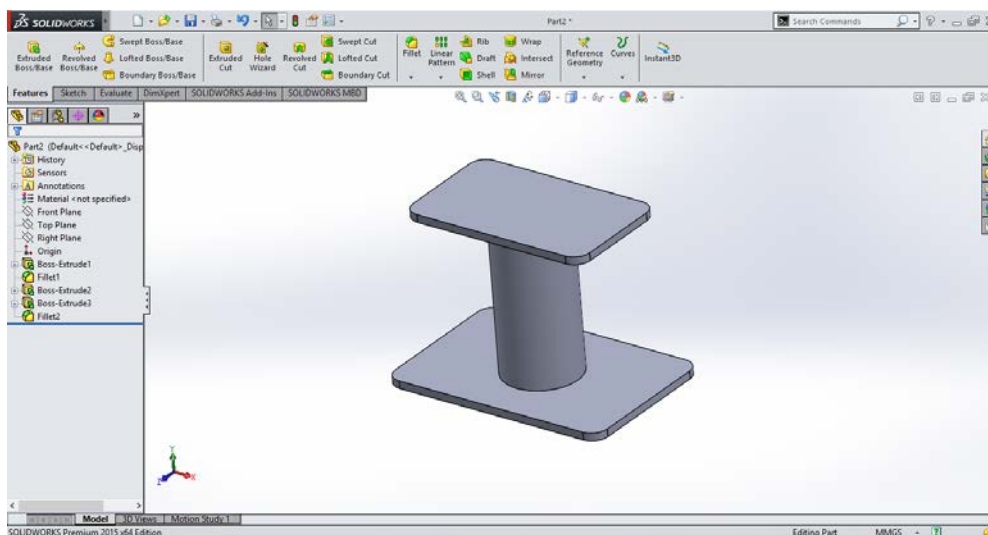 SOLIDWORKS
Part2 *
Search Commands
Extruded Boss/Base
Revolved Boss/Base
Swept Boss/Base
Lofted Boss/Base
Boundary Boss/Base
Extruded Cut
Hole Wizard
Revolved Cut
Swept Cut
Lofted Cut
Boundary Cut
Fillet
Linear Pattern
Rib
Draft
Shell
Wrap
Intersect
Mirror
Reference Geometry
Curves
Instant3D
Features
Sketch
Evaluate
DimXpert
SOLIDWORKS Add-Ins
SOLIDWORKS MBD
Part2 (Default<<Default>_Disp
History
Sensors
Annotations
Material <not specified>
Front Plane
Top Plane
Right Plane
Origin
Boss-Extrude1
Fillet1
Boss-Extrude2
Boss-Extrude3
Fillet2
Y
Z
X
Model
3D Views
Motion Study 1
SOLIDWORKS Premium 2015 x64 Edition
Editing Part
MMGS